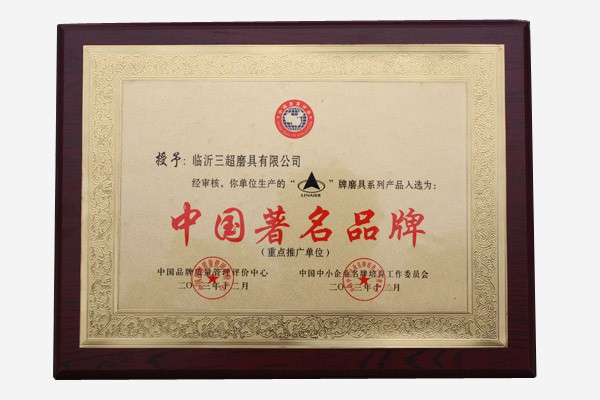 授予：临沂三超磨具有限公司
经审核，你单位生产的“LINAIER”牌磨具系列产品入选为：
中国著名品牌
（重点推广单位）
中国品牌质量管理评价中心 中国中小企业名牌培育工作委员会
二〇一三年十二月 二〇一三年十二月